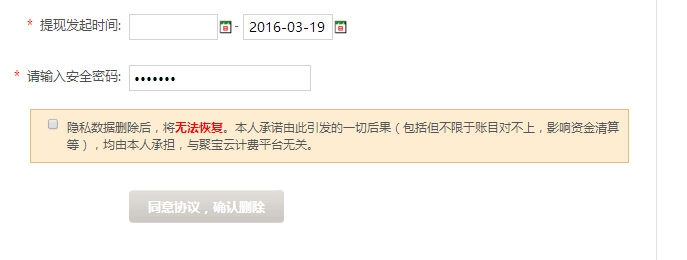 * 提现发起时间: - 2016-03-19
* 请输入安全密码: •••••••
隐私数据删除后，将无法恢复。本人承诺由此引发的一切后果（包括但不限于账目对不上，影响资金清算
等），均由本人承担，与聚宝云计费平台无关。
同意协议，确认删除